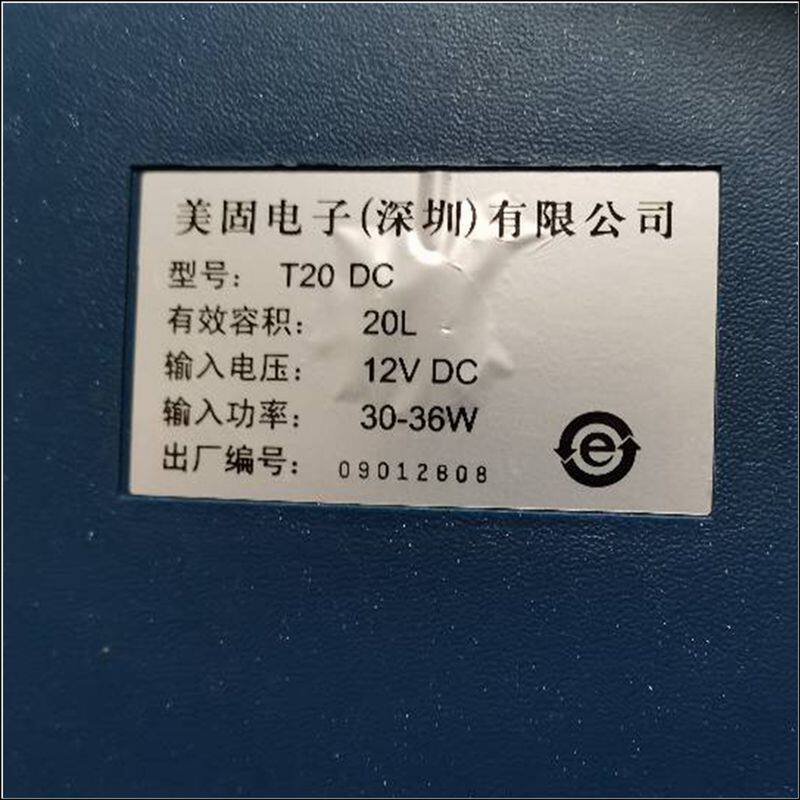 美固电子(深圳)有限公司
型号: T20 DC
有效容积: 20L
输入电压: 12V DC
输入功率: 30-36W
出厂编号: 09012808
e